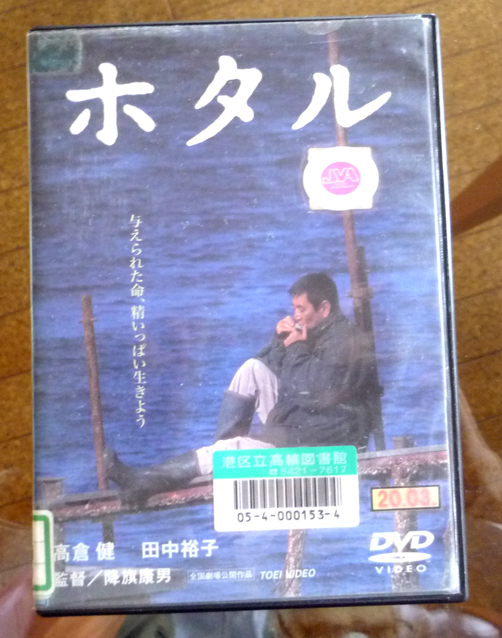 ホタル
JVA
与えられた命、精いっぱい生きよう
港区立高輪図書館
☎5421-7617
05-4-000153-4
20.03.
高倉 健 田中裕子
監督／降旗康男 全国劇場公開作品 TOEI VIDEO
DVD
VIDEO